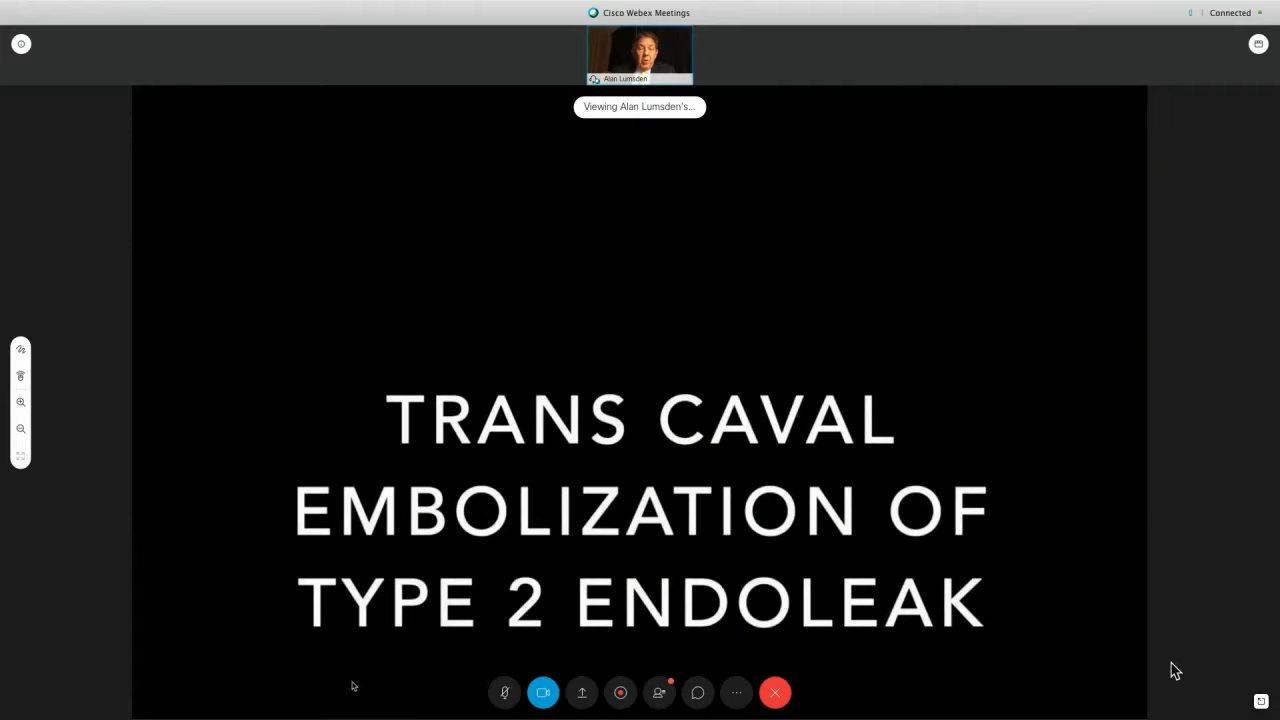 Cisco Webex Meetings
Connected
Alan Lumsden
Viewing Alan Lumsden's...
TRANS CAVAL
EMBOLIZATION OF
TYPE 2 ENDOLEAK